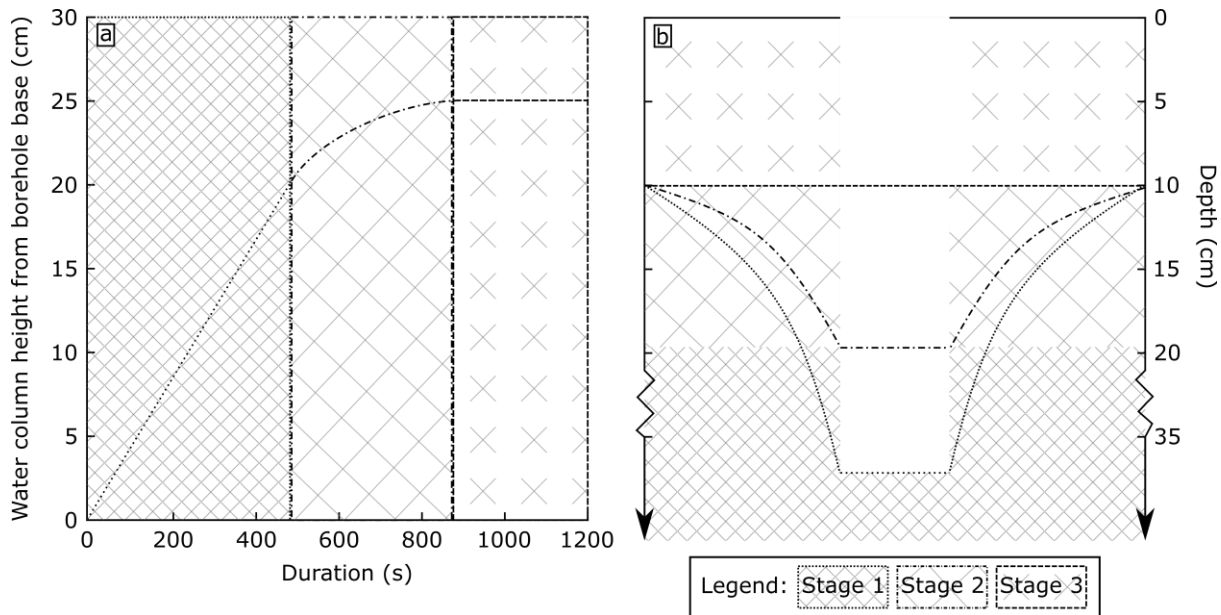 a
Water column height from borehole base (cm)
30
25
20
15
10
5
0
0 200 400 600 800 1000 1200
Duration (s)
b
0
5
10
15
20
35
Depth (cm)
Legend: Stage 1 Stage 2 Stage 3